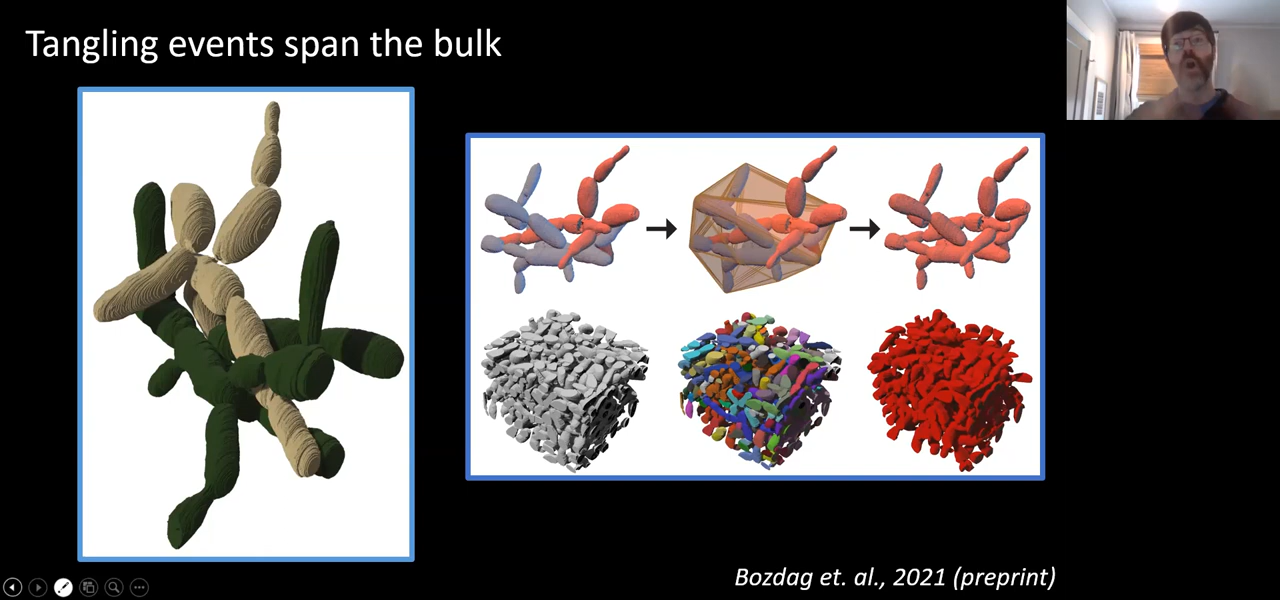 Tangling events span the bulk
Bozdag et. al., 2021 (preprint)